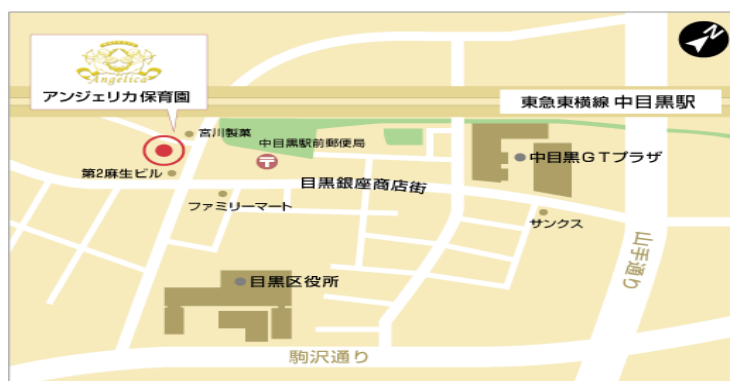 N
Angelica
アンジェリカ保育園
東急東横線 中目黒駅
宮川製菓
中目黒駅前郵便局
〒
中目黒GTプラザ
第2麻生ビル
目黒銀座商店街
ファミリーマート
サンクス
山手通り
目黒区役所
駒沢通り